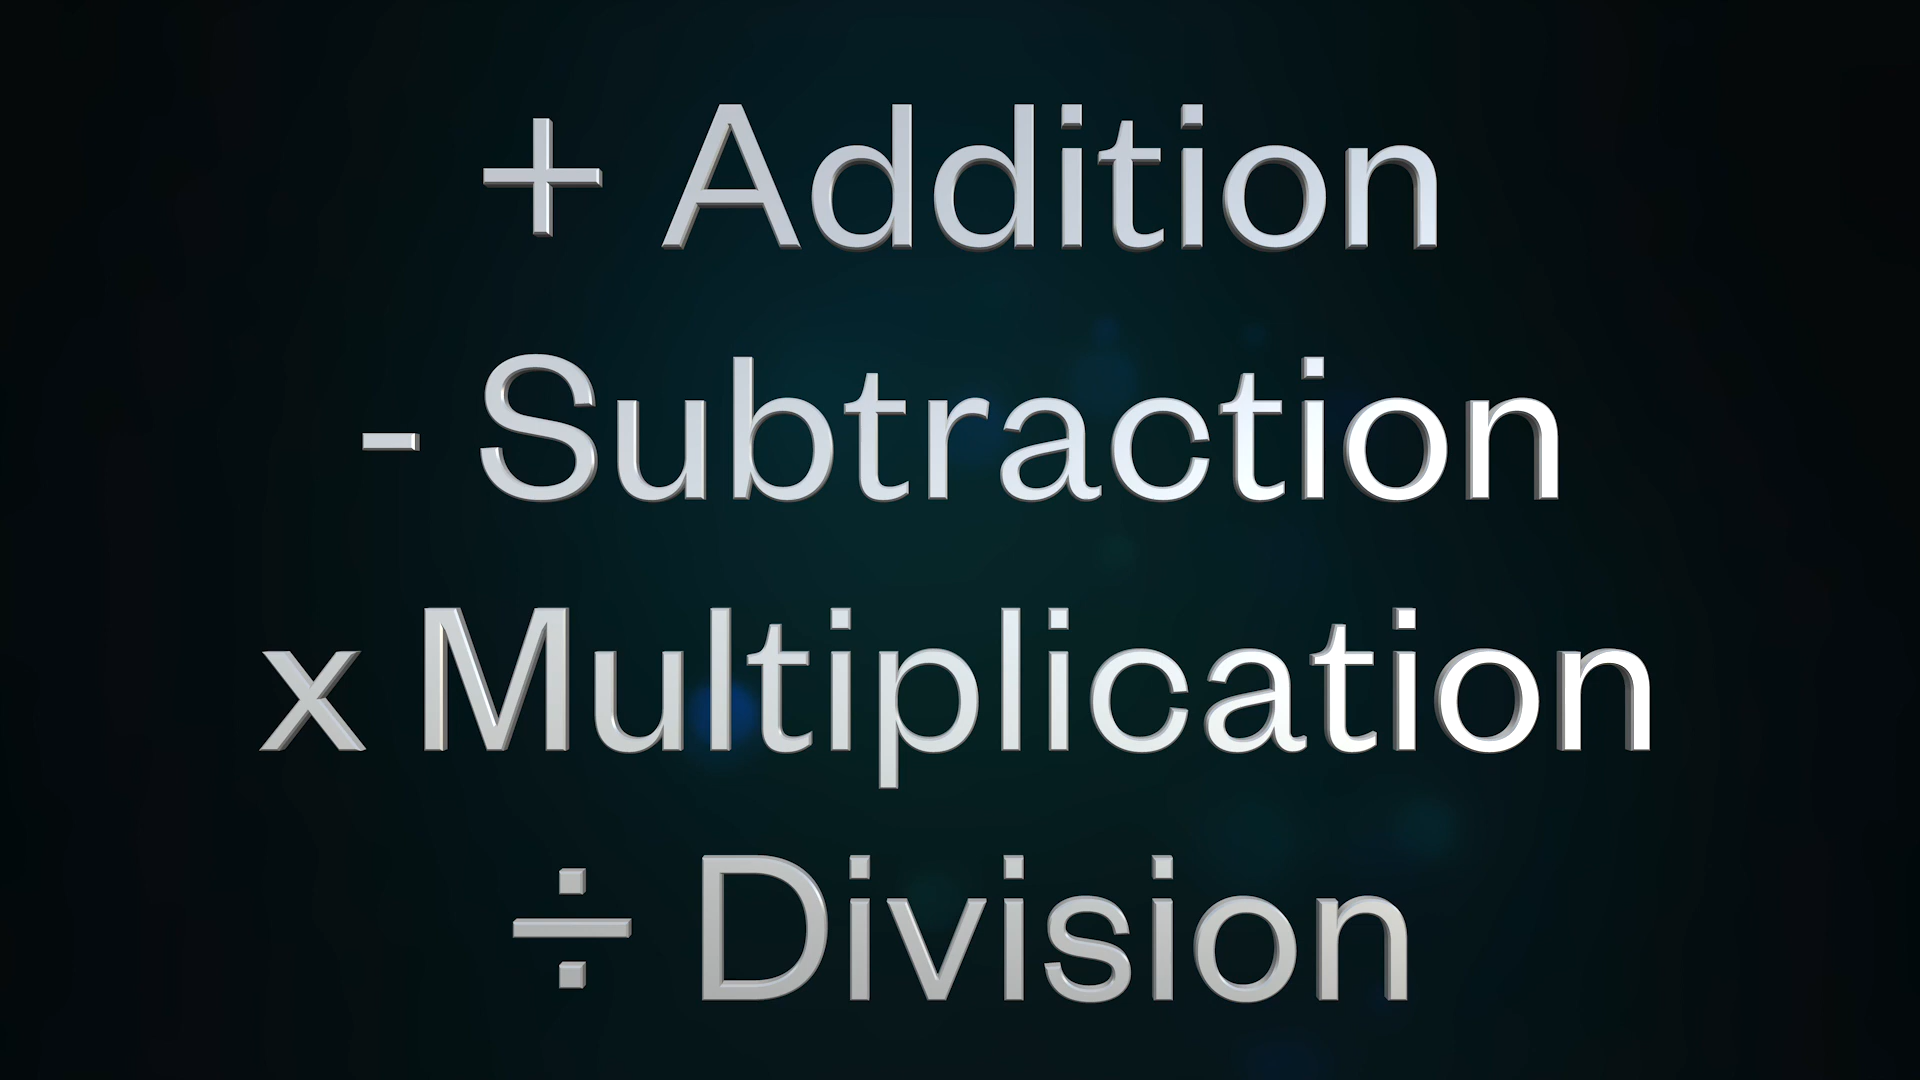 + Addition
- Subtraction
x Multiplication
÷ Division